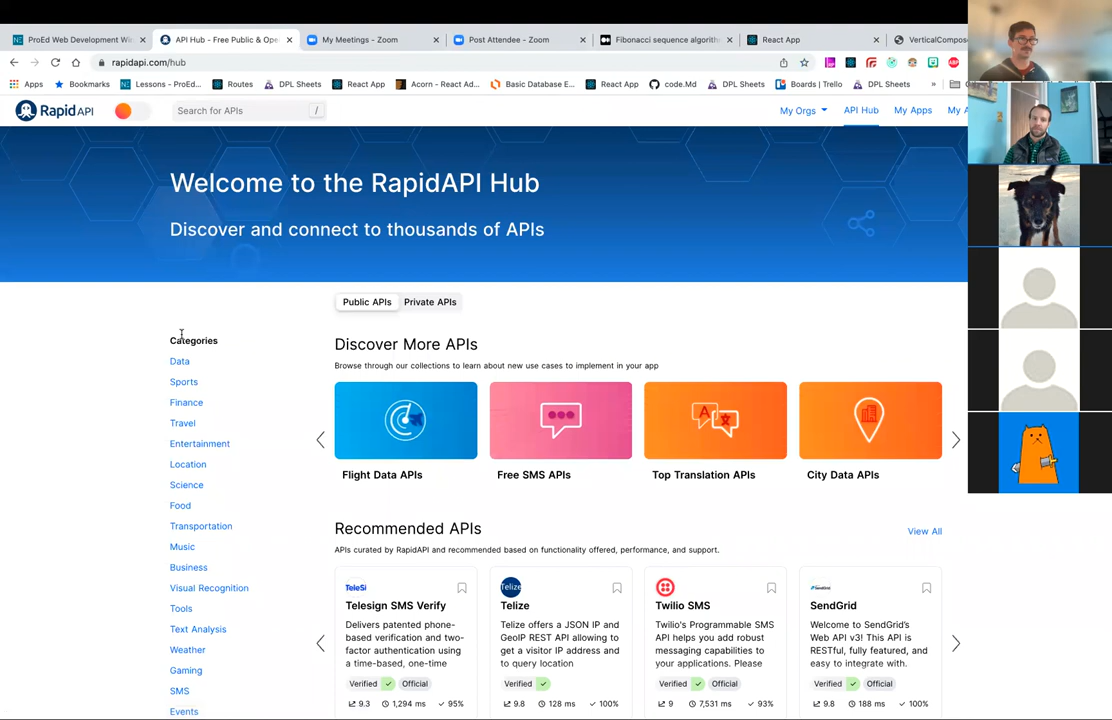 ProEd Web Development Wi
API Hub - Free Public & Ope
My Meetings - Zoom
Post Attendee - Zoom
Fibonacci sequence algorith
React App
VerticalCompos
rapidapi.com/hub
Apps
Bookmarks
Lessons - ProEd...
Routes
DPL Sheets
React App
Acorn - React Ad...
Basic Database E...
React App
code.Md
DPL Sheets
Boards | Trello
DPL Sheets
»
Rapid API
Search for APIs
/
My Orgs
API Hub
My Apps
My A
Welcome to the RapidAPI Hub
Discover and connect to thousands of APIs
Public APIs
Private APIs
Categories
Data
Sports
Finance
Travel
Entertainment
Location
Science
Food
Transportation
Music
Business
Visual Recognition
Tools
Text Analysis
Weather
Gaming
SMS
Events
Discover More APIs
Browse through our collections to learn about new use cases to implement in your app
Flight Data APIs
Free SMS APIs
Top Translation APIs
City Data APIs
Recommended APIs
View All
APIs curated by RapidAPI and recommended based on functionality offered, performance, and support.
TeleSi
Telesign SMS Verify
Delivers patented phone-
based verification and two-
factor authentication using
a time-based, one-time
Verified
Official
9.3
1,294 ms
95%
Telize
Telize
Telize offers a JSON IP and
GeoIP REST API allowing to
get a visitor IP address and
to query location
Verified
9.8
128 ms
100%
Twilio SMS
Twilio's Programmable SMS
API helps you add robust
messaging capabilities to
your applications. Please
Verified
Official
9
7,531 ms
93%
SendGrid
SendGrid
Welcome to SendGrid's
Web API v3! This API is
RESTful, fully featured, and
easy to integrate with.
Verified
Official
9.8
188 ms
100%